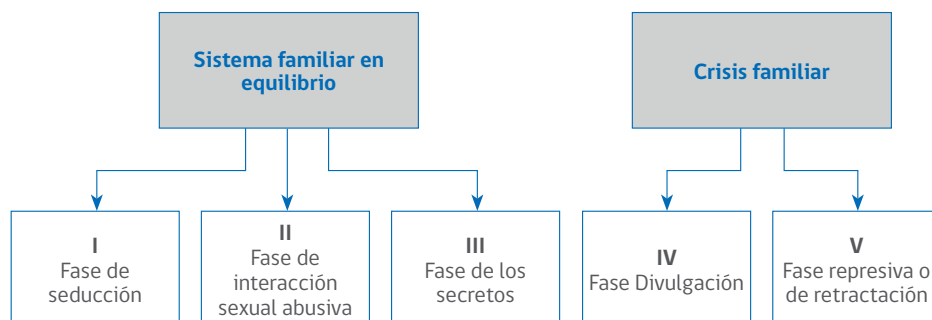 Sistema familiar en
equilibrio
Crisis familiar
I
Fase de
seducción
II
Fase de
interacción
sexual abusiva
III
Fase de los
secretos
IV
Fase Divulgación
V
Fase represiva o
de retractación